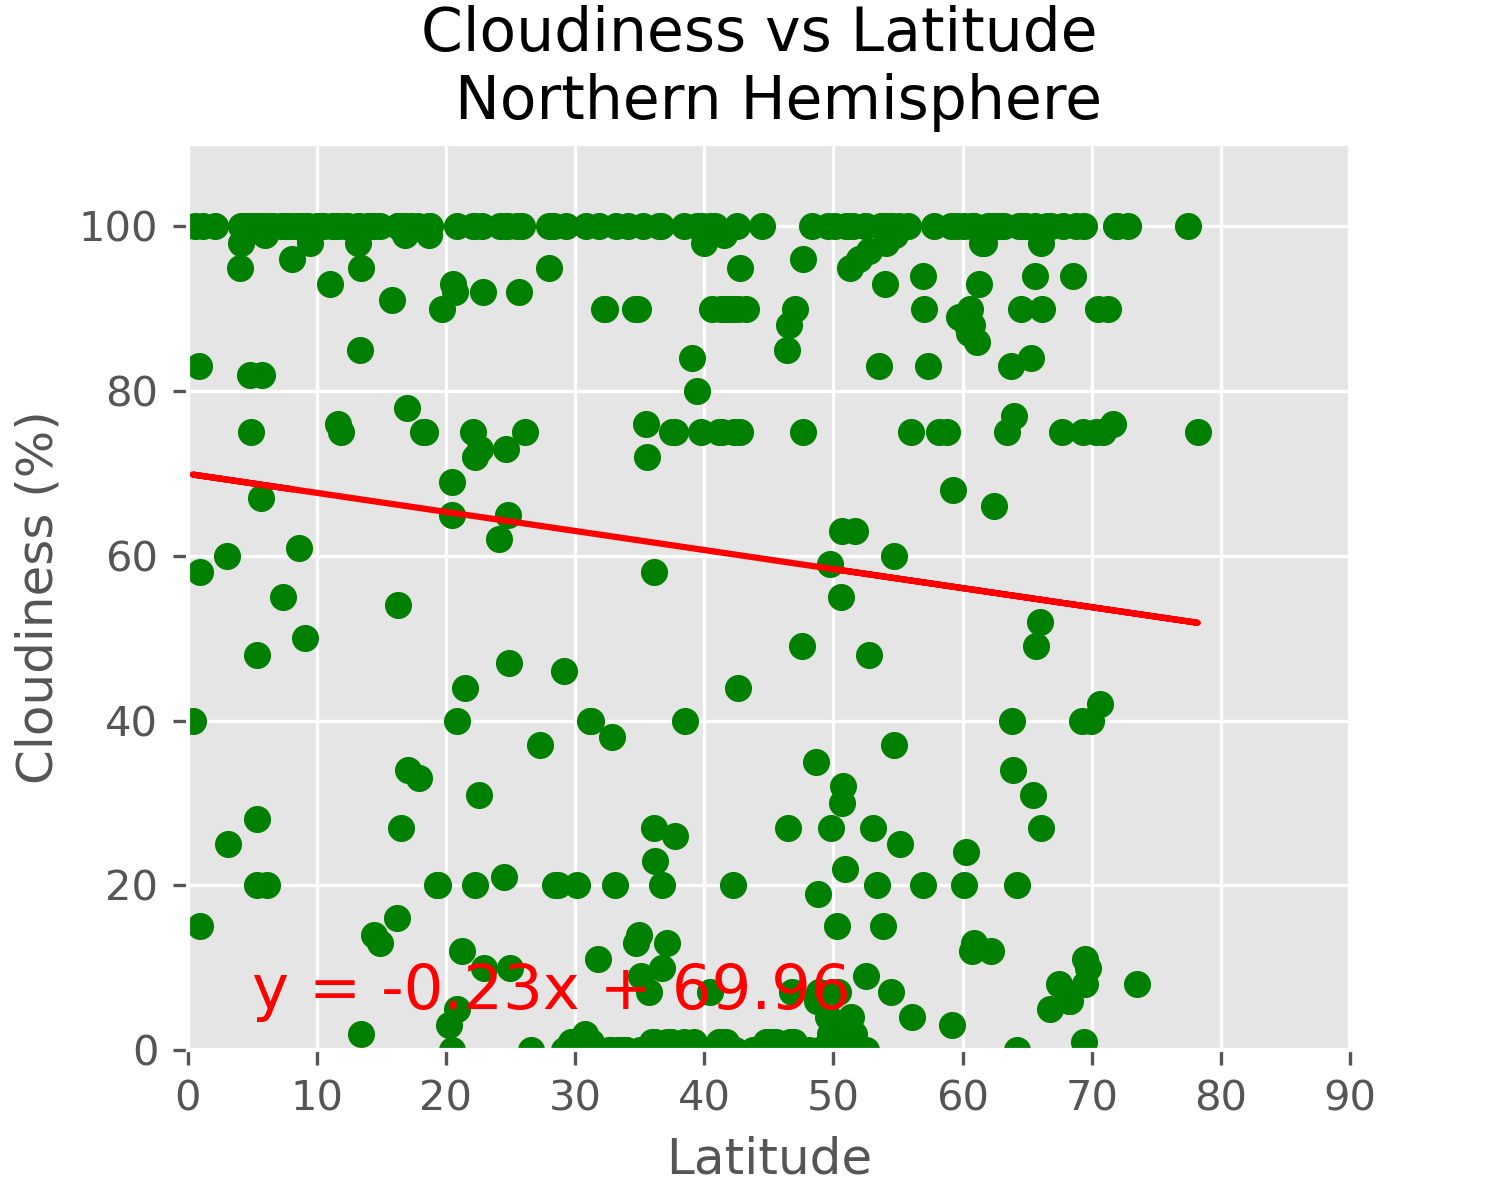 Cloudiness vs Latitude
Northern Hemisphere
Cloudiness (%)
100
80
60
40
20
0
y = -0.23x + 69.96
0 10 20 30 40 50 60 70 80 90
Latitude